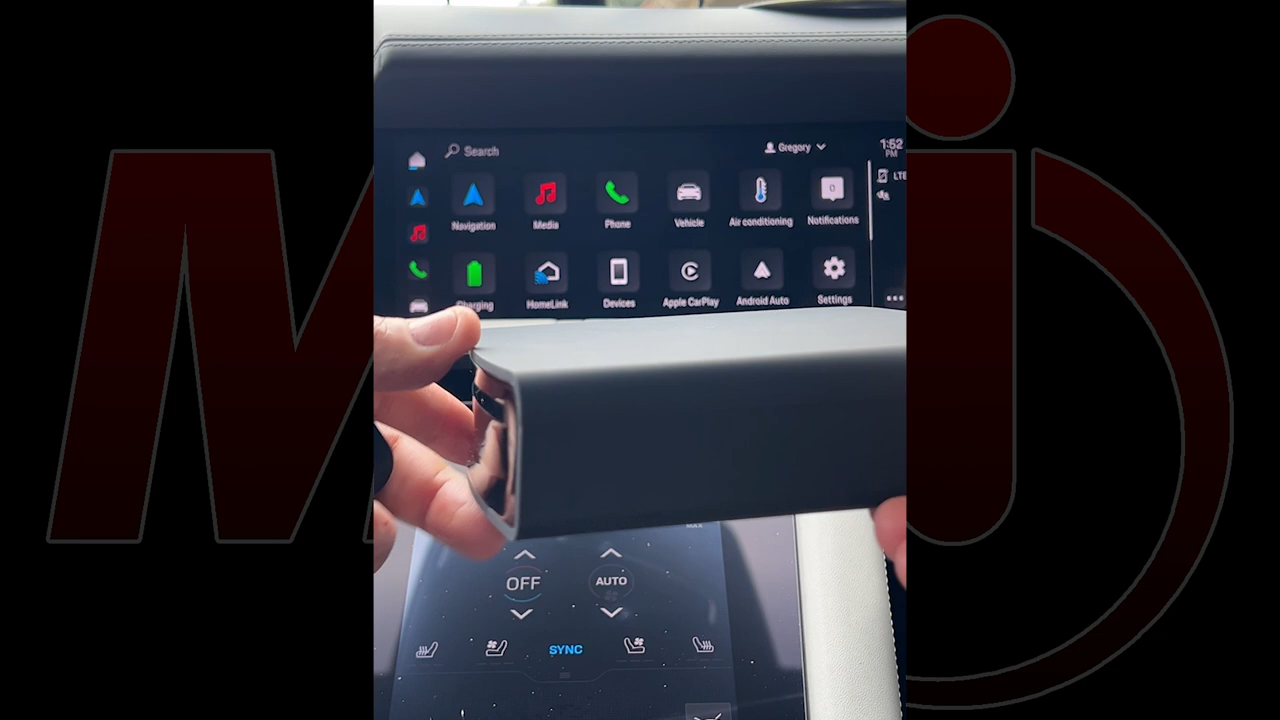 Search
Gregory
1:52
PM
LTE
0
Navigation
Media
Phone
Vehicle
Air conditioning
Notifications
Charging
HomeLink
Devices
Apple CarPlay
Android Auto
Settings
OFF
AUTO
SYNC